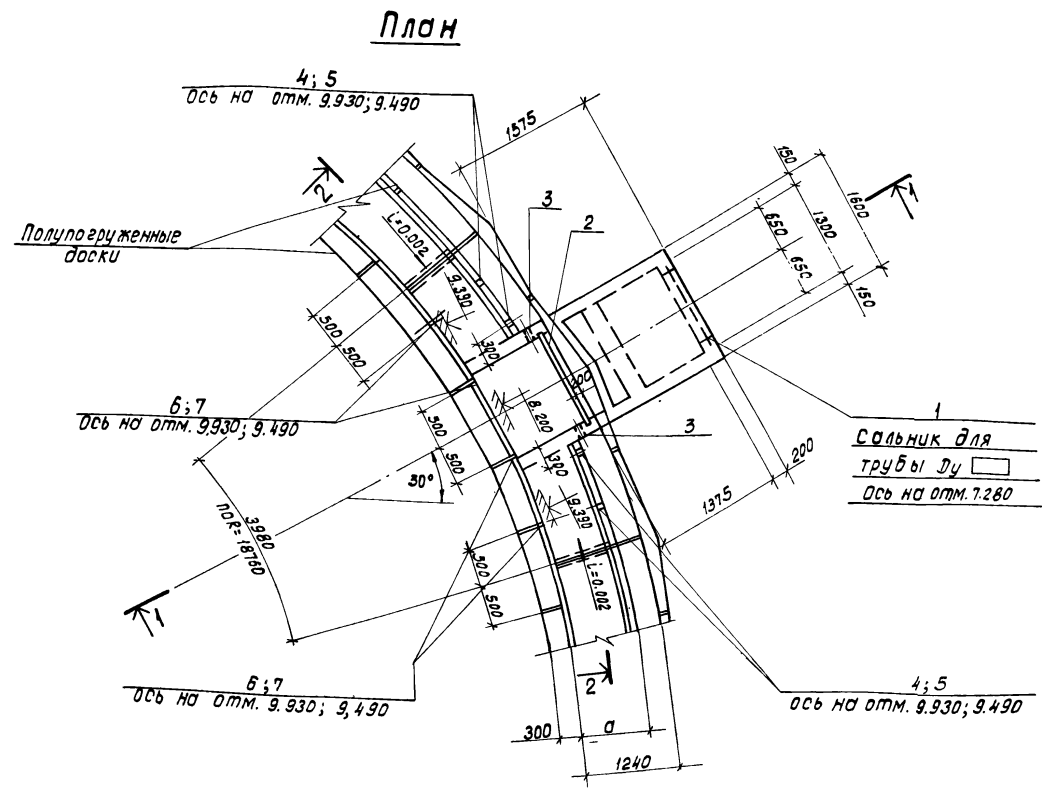 План
4; 5
ось на отм. 9.930; 9.490
1575
150
1600
1300
650
650
150
1
2
3
2
Полупогруженные
доски
i=0.002
9.390
500
500
300
200
8.200
6; 7
ось на отм. 9.930; 9.490
500
500
30°
300
3
1
Сальник для
трубы Ду
Ось на отм. 7.280
200
1375
9.390
3980
по R=18760
500
500
i=0.002
1
6; 7
ось на отм. 9.930; 9,490
2
4; 5
ось на отм. 9.930; 9.490
300
а
1240